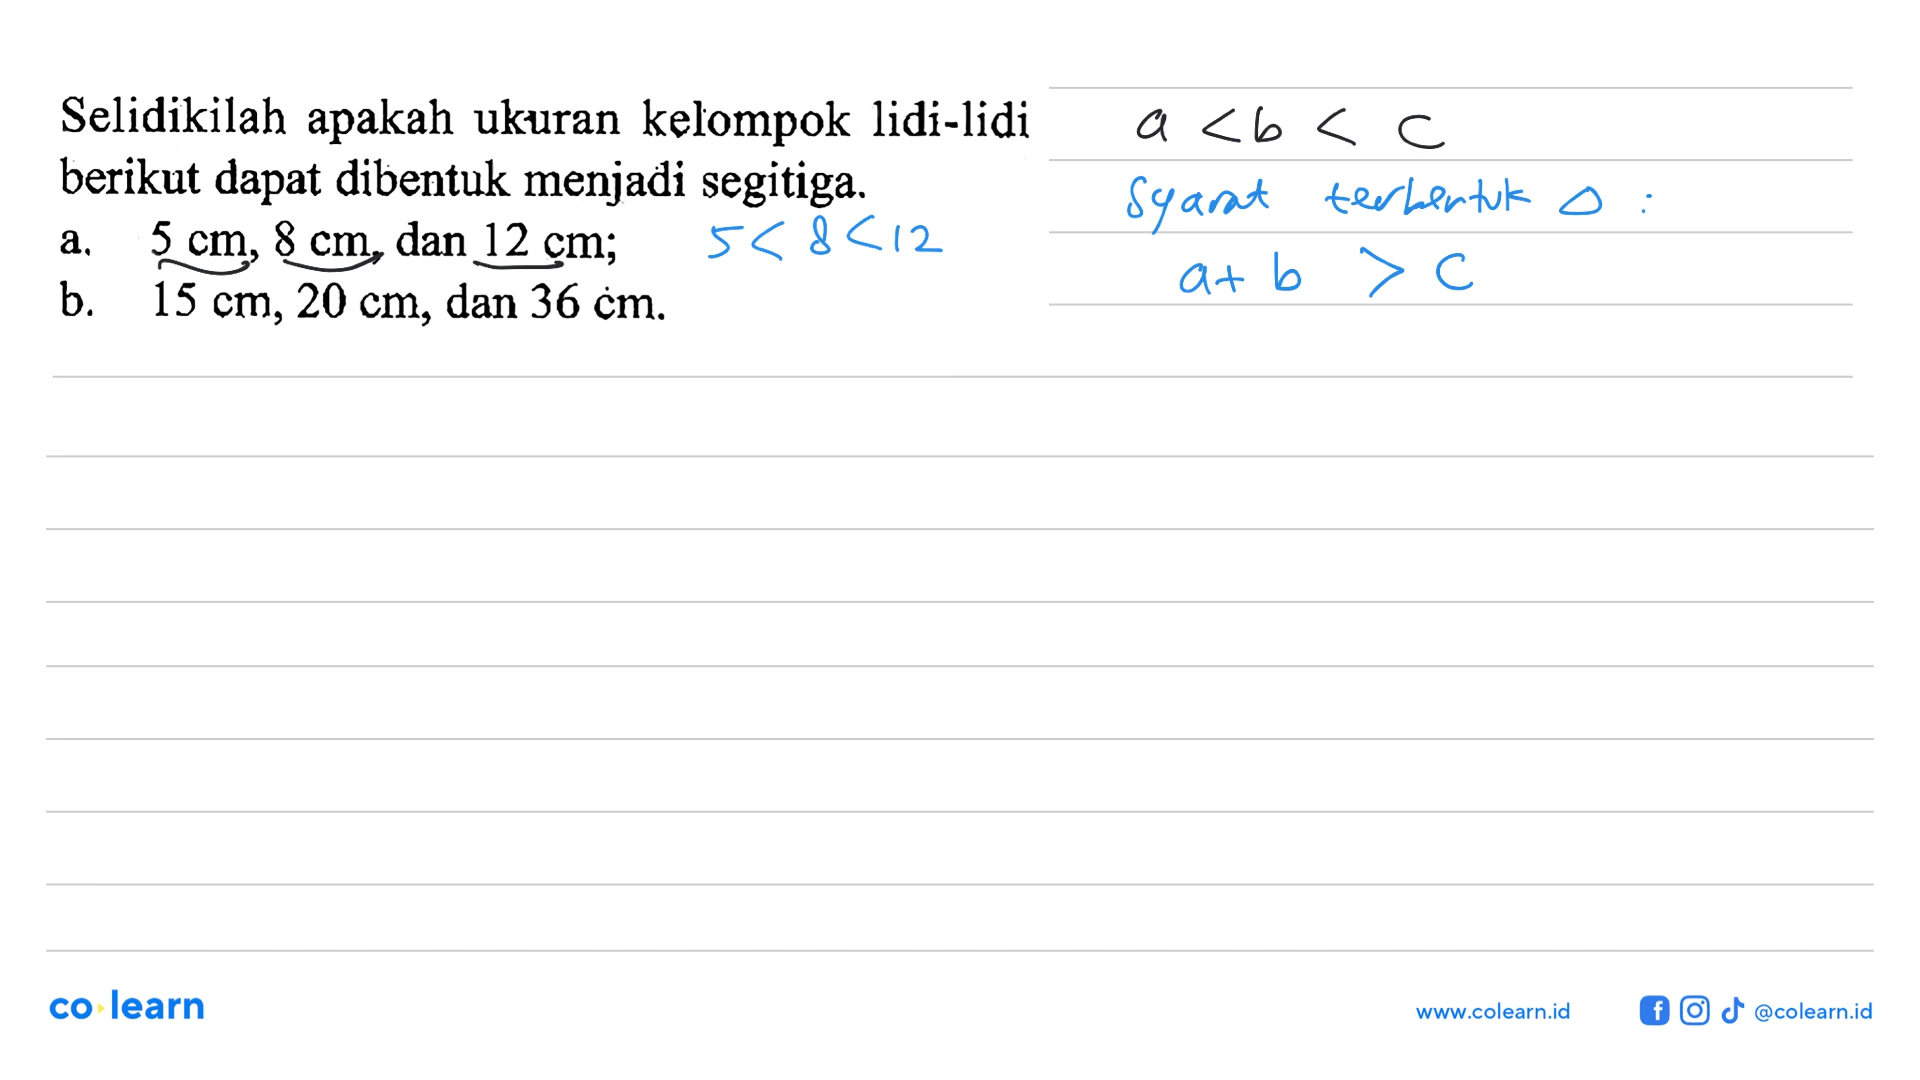 Selidikilah apakah ukuran kelompok lidi-lidi
berikut dapat dibentuk menjadi segitiga.
a. 5 cm, 8 cm, dan 12 cm; 5 < 8 < 12
b. 15 cm, 20 cm, dan 36 cm.
a < b < c
Syarat terbentuk △ :
a + b > c
co learn
www.colearn.id
@colearn.id